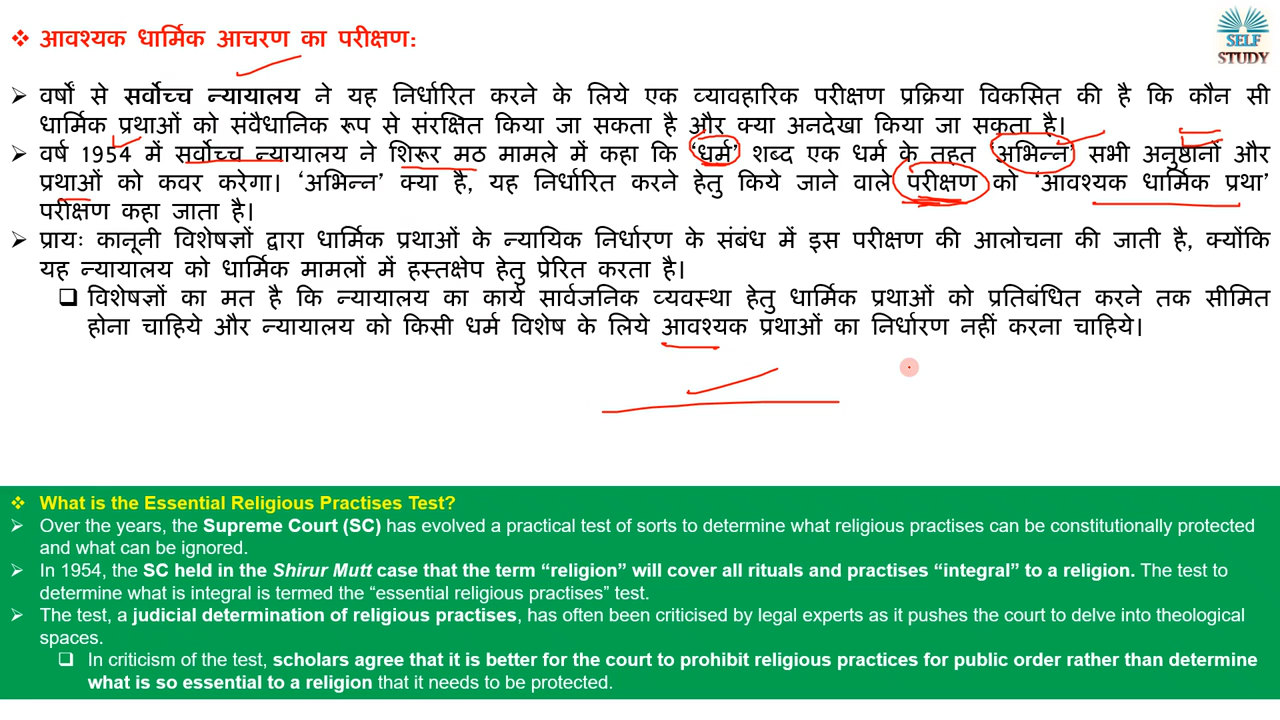 ❖ आवश्यक धार्मिक आचरण का परीक्षण:
SELF
STUDY
➤ वर्षों से सर्वोच्च न्यायालय ने यह निर्धारित करने के लिये एक व्यावहारिक परीक्षण प्रक्रिया विकसित की है कि कौन सी
धार्मिक प्रथाओं को संवैधानिक रूप से संरक्षित किया जा सकता है और क्या अनदेखा किया जा सकता है।
➤ वर्ष 1954 में सर्वोच्च न्यायालय ने शिरूर मठ मामले में कहा कि ‘धर्म’ शब्द एक धर्म के तहत ‘अभिन्न’ सभी अनुष्ठानों और
प्रथाओं को कवर करेगा। ‘अभिन्न’ क्या है, यह निर्धारित करने हेतु किये जाने वाले परीक्षण को ‘आवश्यक धार्मिक प्रथा’
परीक्षण कहा जाता है।
➤ प्रायः कानूनी विशेषज्ञों द्वारा धार्मिक प्रथाओं के न्यायिक निर्धारण के संबंध में इस परीक्षण की आलोचना की जाती है, क्योंकि
यह न्यायालय को धार्मिक मामलों में हस्तक्षेप हेतु प्रेरित करता है।
❑ विशेषज्ञों का मत है कि न्यायालय का कार्य सार्वजनिक व्यवस्था हेतु धार्मिक प्रथाओं को प्रतिबंधित करने तक सीमित
होना चाहिये और न्यायालय को किसी धर्म विशेष के लिये आवश्यक प्रथाओं का निर्धारण नहीं करना चाहिये।
❖ What is the Essential Religious Practises Test?
➤ Over the years, the Supreme Court (SC) has evolved a practical test of sorts to determine what religious practises can be constitutionally protected
and what can be ignored.
➤ In 1954, the SC held in the Shirur Mutt case that the term “religion” will cover all rituals and practises “integral” to a religion. The test to
determine what is integral is termed the “essential religious practises” test.
➤ The test, a judicial determination of religious practises, has often been criticised by legal experts as it pushes the court to delve into theological
spaces.
❑ In criticism of the test, scholars agree that it is better for the court to prohibit religious practices for public order rather than determine
what is so essential to a religion that it needs to be protected.